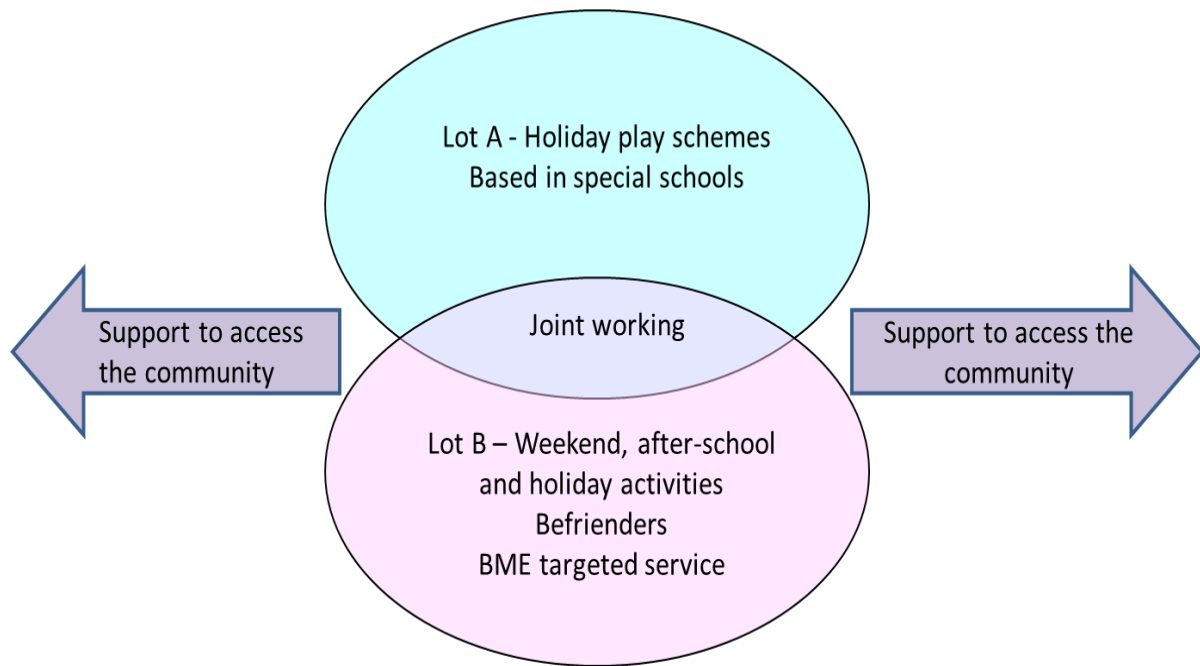 Lot A - Holiday play schemes
Based in special schools
Joint working
Support to access
the community
Support to access the
community
Lot B – Weekend, after-school
and holiday activities
Befrienders
BME targeted service